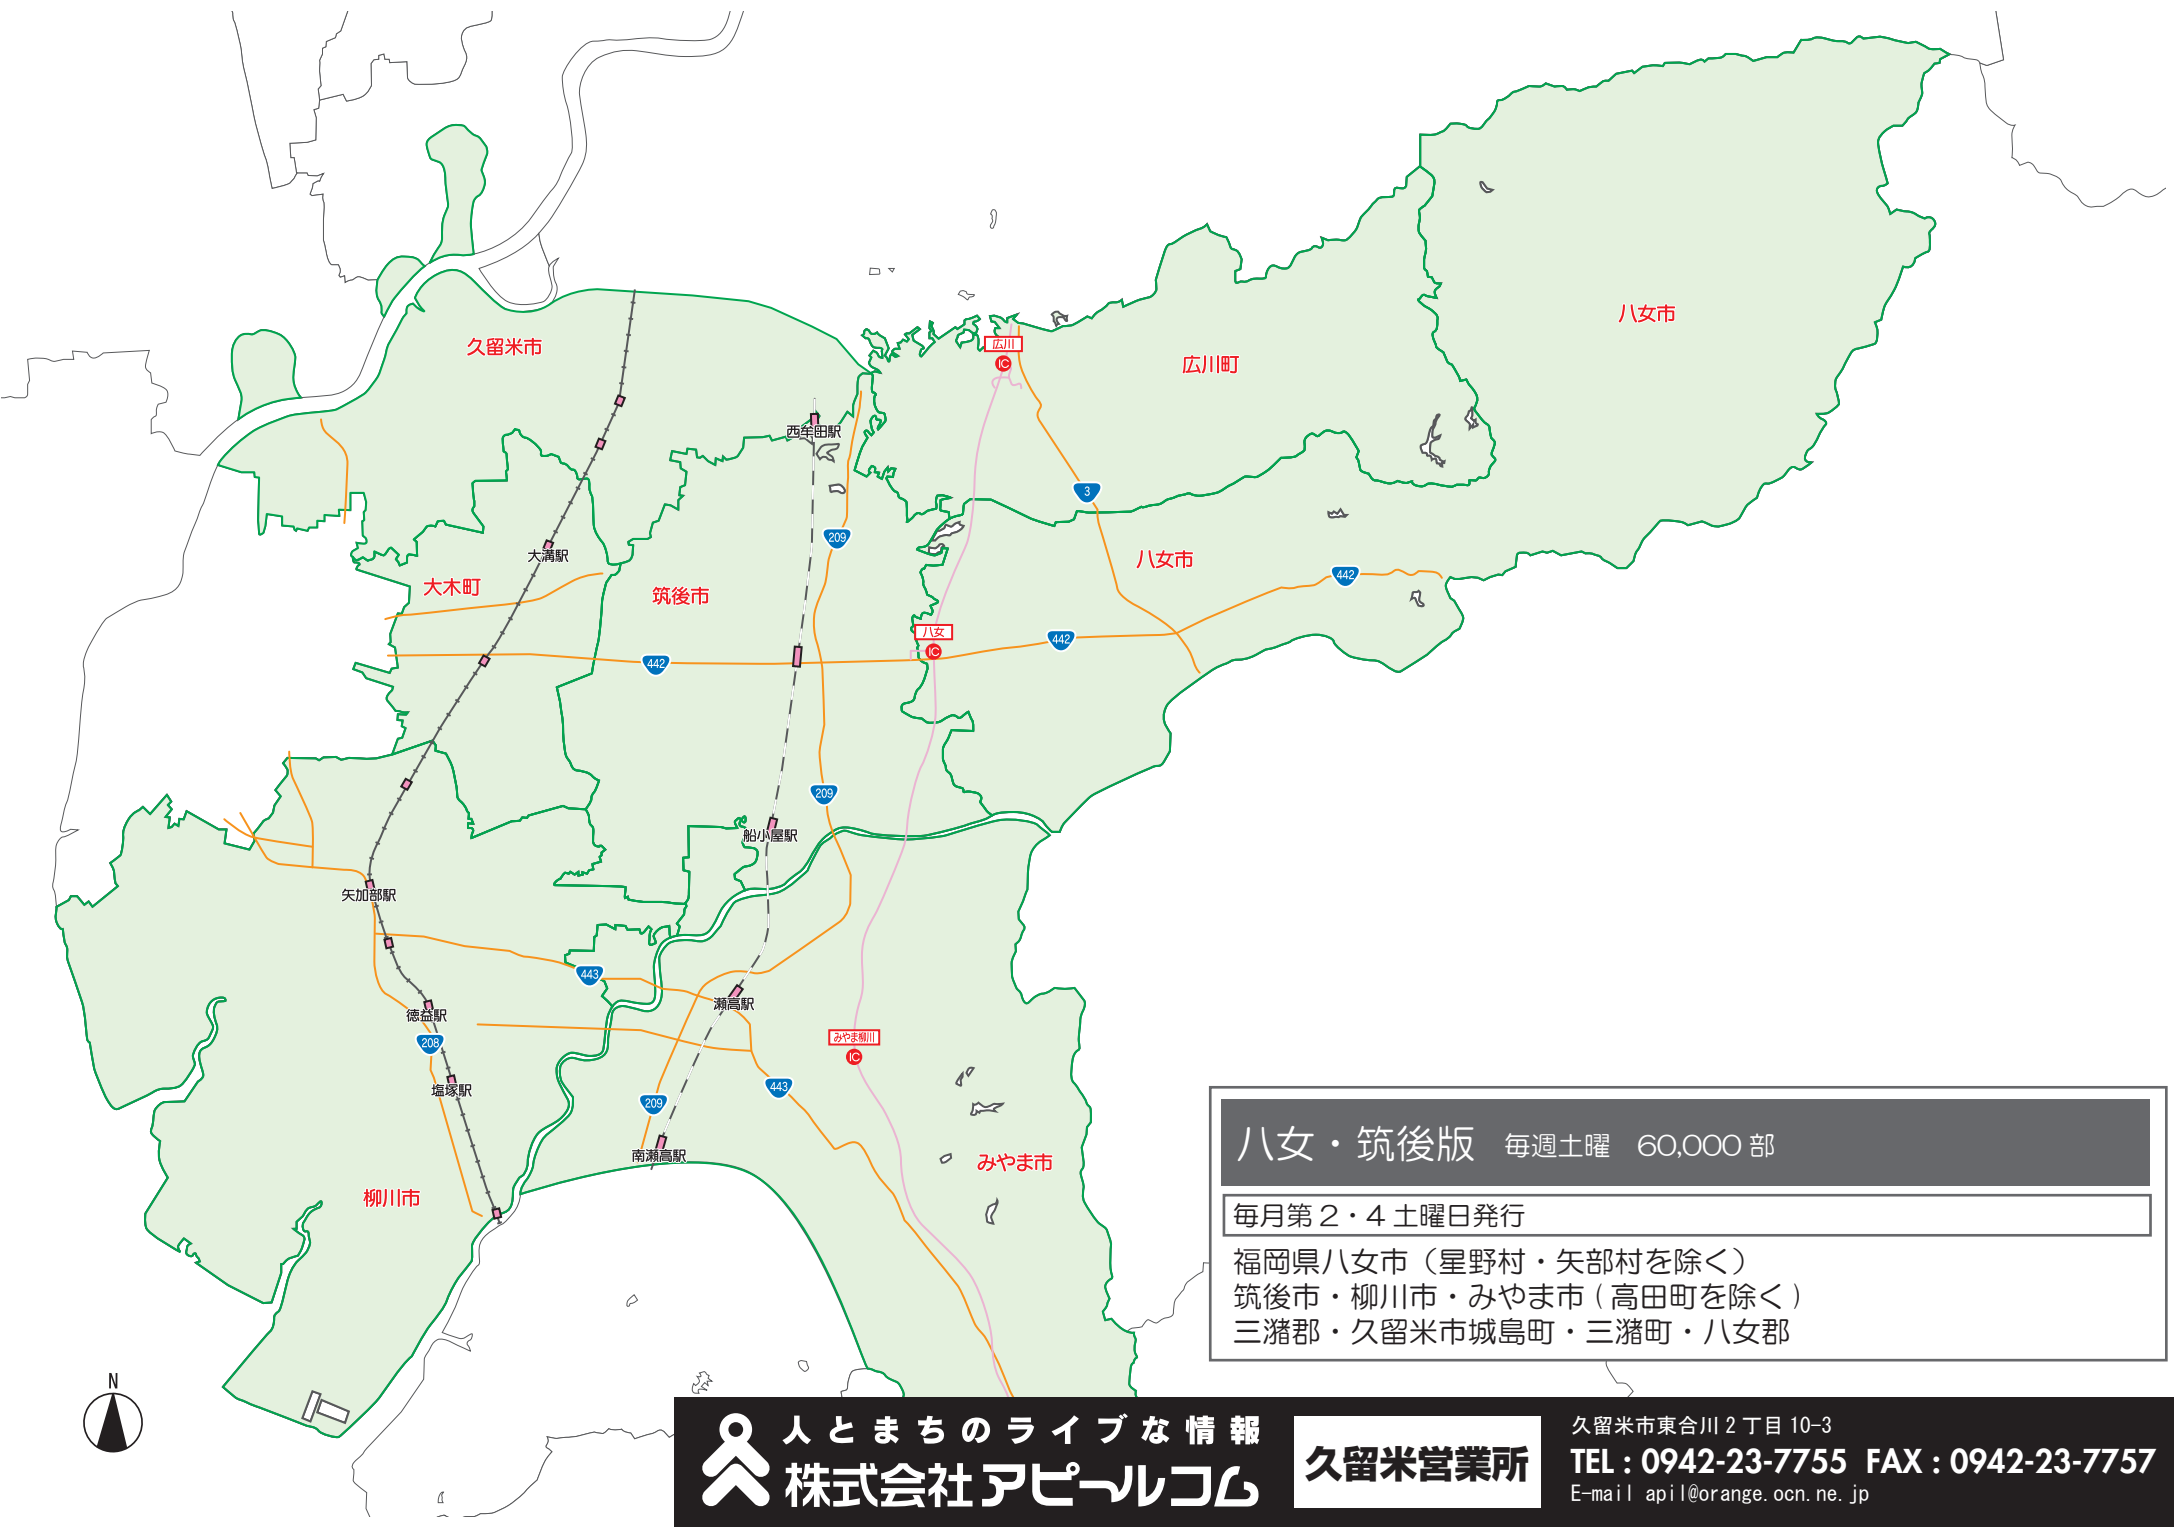 八女市
久留米市
広川
IC
広川町
西牟田駅
3
209
大溝駅
八女市
442
大木町
筑後市
八女
IC
442
442
209
船小屋駅
矢加部駅
443
瀬高駅
徳益駅
208
みやま柳川
IC
塩塚駅
443
209
南瀬高駅
みやま市
柳川市
八女・筑後版 毎週土曜 60,000 部
毎月第 2・4 土曜日発行
福岡県八女市（星野村・矢部村を除く）
筑後市・柳川市・みやま市 ( 高田町を除く )
三潴郡・久留米市城島町・三潴町・八女郡
N
人とまちのライブな情報
株式会社アピールコム
久留米営業所
久留米市東合川 2 丁目 10-3
TEL : 0942-23-7755 FAX : 0942-23-7757
E-mail apil@orange.ocn.ne.jp